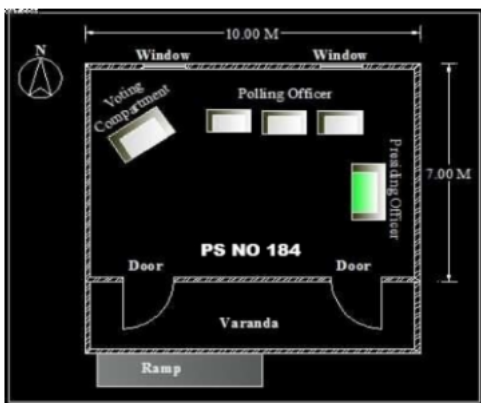 10.00 M
N
Window
Window
Voting
Compartment
Polling Officer
Presiding Officer
7.00 M
PS NO 184
Door
Door
Varanda
Ramp